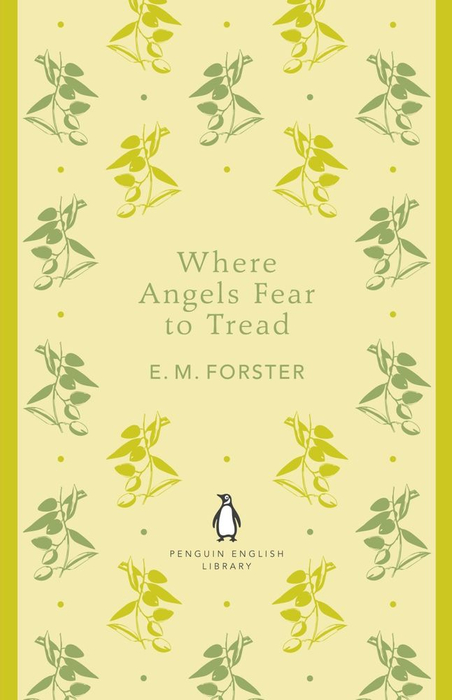 Where
Angels Fear
to Tread
E. M. FORSTER
PENGUIN ENGLISH
LIBRARY